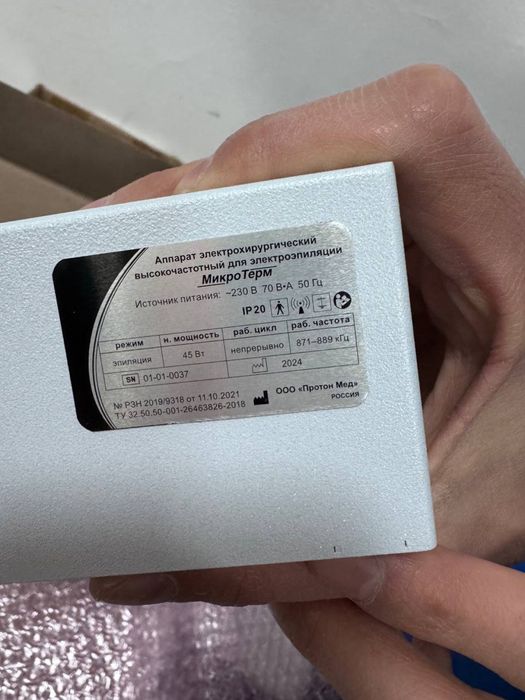 Аппарат электрохирургический
высокочастотный для электроэпиляции
МикроТерм
Источник питания: ~230 В 70 В•А 50 Гц
IP20
режим н. мощность раб. цикл раб. частота
эпиляция 45 Вт непрерывно 871–889 кГц
SN 01-01-0037 2024
№ РЗН 2019/9318 от 11.10.2021
ТУ 32.50.50-001-26463826-2018
ООО «Протон Мед»
РОССИЯ